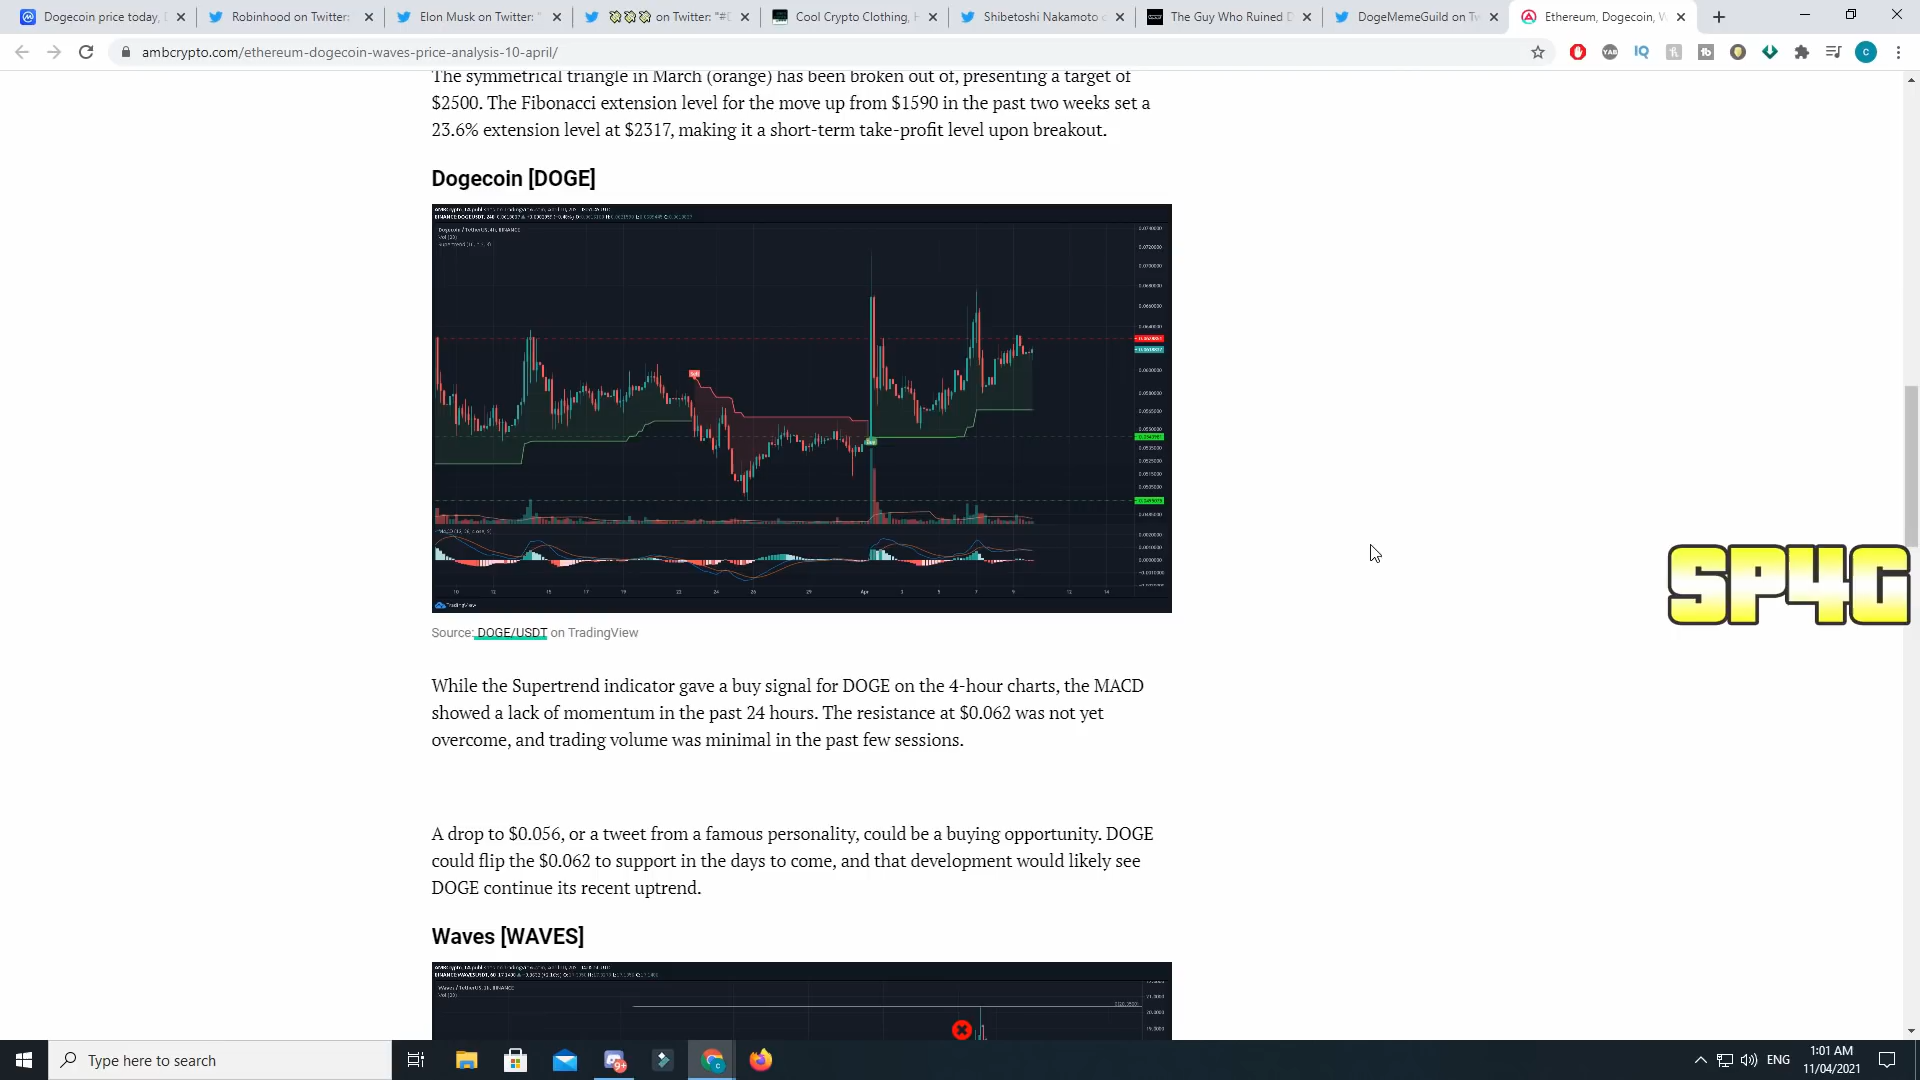 Dogecoin price today,
Robinhood on Twitter:
Elon Musk on Twitter: "
on Twitter: "#D
Cool Crypto Clothing, H
Shibetoshi Nakamoto
The Guy Who Ruined D
DogeMemeGuild on Tw
Ethereum, Dogecoin, W
ambcrypto.com/ethereum-dogecoin-waves-price-analysis-10-april/
The symmetrical triangle in March (orange) has been broken out of, presenting a target of
$2500. The Fibonacci extension level for the move up from $1590 in the past two weeks set a
23.6% extension level at $2317, making it a short-term take-profit level upon breakout.
Dogecoin [DOGE]
Dogecoin / TetherUS, 4h, BINANCE
Vol (20)
TradingView
Source: DOGE/USDT on TradingView
SP4G
While the Supertrend indicator gave a buy signal for DOGE on the 4-hour charts, the MACD
showed a lack of momentum in the past 24 hours. The resistance at $0.062 was not yet
overcome, and trading volume was minimal in the past few sessions.
A drop to $0.056, or a tweet from a famous personality, could be a buying opportunity. DOGE
could flip the $0.062 to support in the days to come, and that development would likely see
DOGE continue its recent uptrend.
Waves [WAVES]
Vol (20)
Type here to search
ENG
1:01 AM
11/04/2021